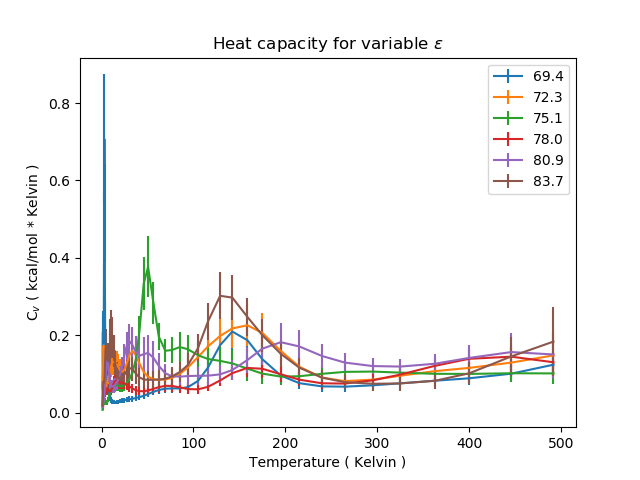 Heat capacity for variable ε
C_v ( kcal/mol * Kelvin )
0.8
0.6
0.4
0.2
0.0
69.4
72.3
75.1
78.0
80.9
83.7
0 100 200 300 400 500
Temperature ( Kelvin )